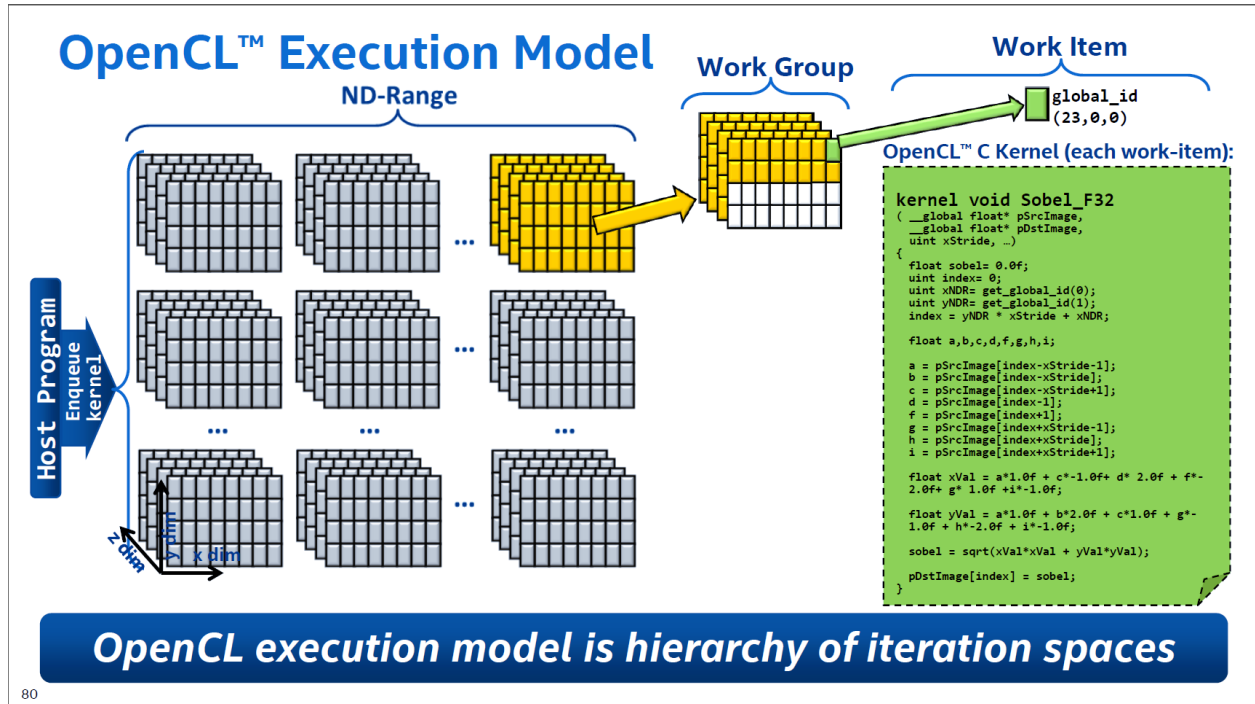 OpenCL™ Execution Model
ND-Range
Work Group
Work Item
global_id
(23,0,0)
OpenCL™ C Kernel (each work-item):
kernel void Sobel_F32
( __global float* pSrcImage,
__global float* pDstImage,
uint xStride, …)
{
float sobel= 0.0f;
uint index= 0;
uint xNDR= get_global_id(0);
uint yNDR= get_global_id(1);
index = yNDR * xStride + xNDR;
float a,b,c,d,f,g,h,i;
a = pSrcImage[index-xStride-1];
b = pSrcImage[index-xStride];
c = pSrcImage[index-xStride+1];
d = pSrcImage[index-1];
f = pSrcImage[index+1];
g = pSrcImage[index+xStride-1];
h = pSrcImage[index+xStride];
i = pSrcImage[index+xStride+1];
float xVal = a*1.0f + c*-1.0f+ d* 2.0f + f*-
2.0f+ g* 1.0f +i*-1.0f;
float yVal = a*1.0f + b*2.0f + c*1.0f + g*-
1.0f + h*-2.0f + i*-1.0f;
sobel = sqrt(xVal*xVal + yVal*yVal);
pDstImage[index] = sobel;
}
Host Program
Enqueue
kernel
...
...
...
... ... ...
z dim
y dim
x dim
OpenCL execution model is hierarchy of iteration spaces
80